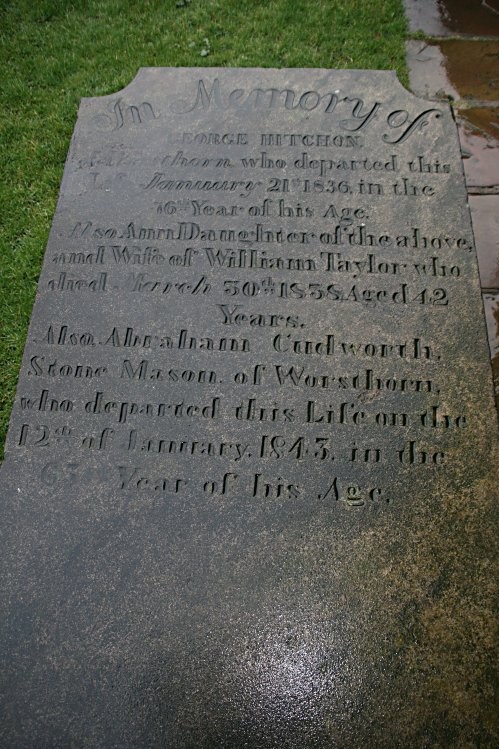 In Memory of
GEORGE HITCHON,
who departed this
January 21st 1836, in the
Year of his Age.
Also Ann Daughter of the above,
and Wife of William Taylor who
died March 30th 1838 Aged 42
Years.
Also, Abraham Cudworth,
Stone Mason, of Worsthorn,
who departed this Life on the
12th of January, 1843, in the
Year of his Age.